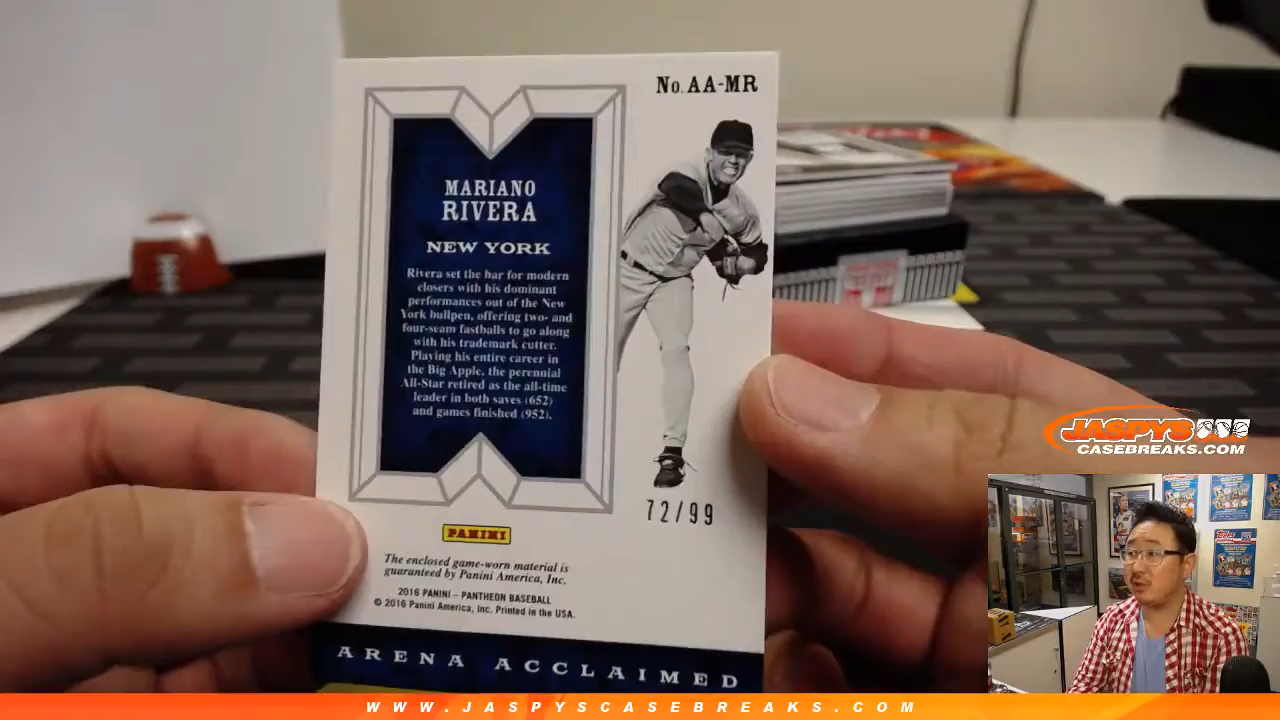 No. AA-MR
MARIANO
RIVERA
NEW YORK
Rivera set the bar for modern
closers with his dominant
performances out of the New
York bullpen, offering two- and
four-seam fastballs to go along
with his trademark cutter.
Playing his entire career in
the Big Apple, the perennial
All-Star retired as the all-time
leader in both saves (652)
and games finished (952).
72/99
PANINI
The enclosed game-worn material is
guaranteed by Panini America, Inc.
2016 PANINI – PANTHEON BASEBALL
© 2016 Panini America, Inc. Printed in the USA.
ARENA ACCLAIMED
JASPYS
CASEBREAKS.COM
WWW.JASPYSCASEBREAKS.COM